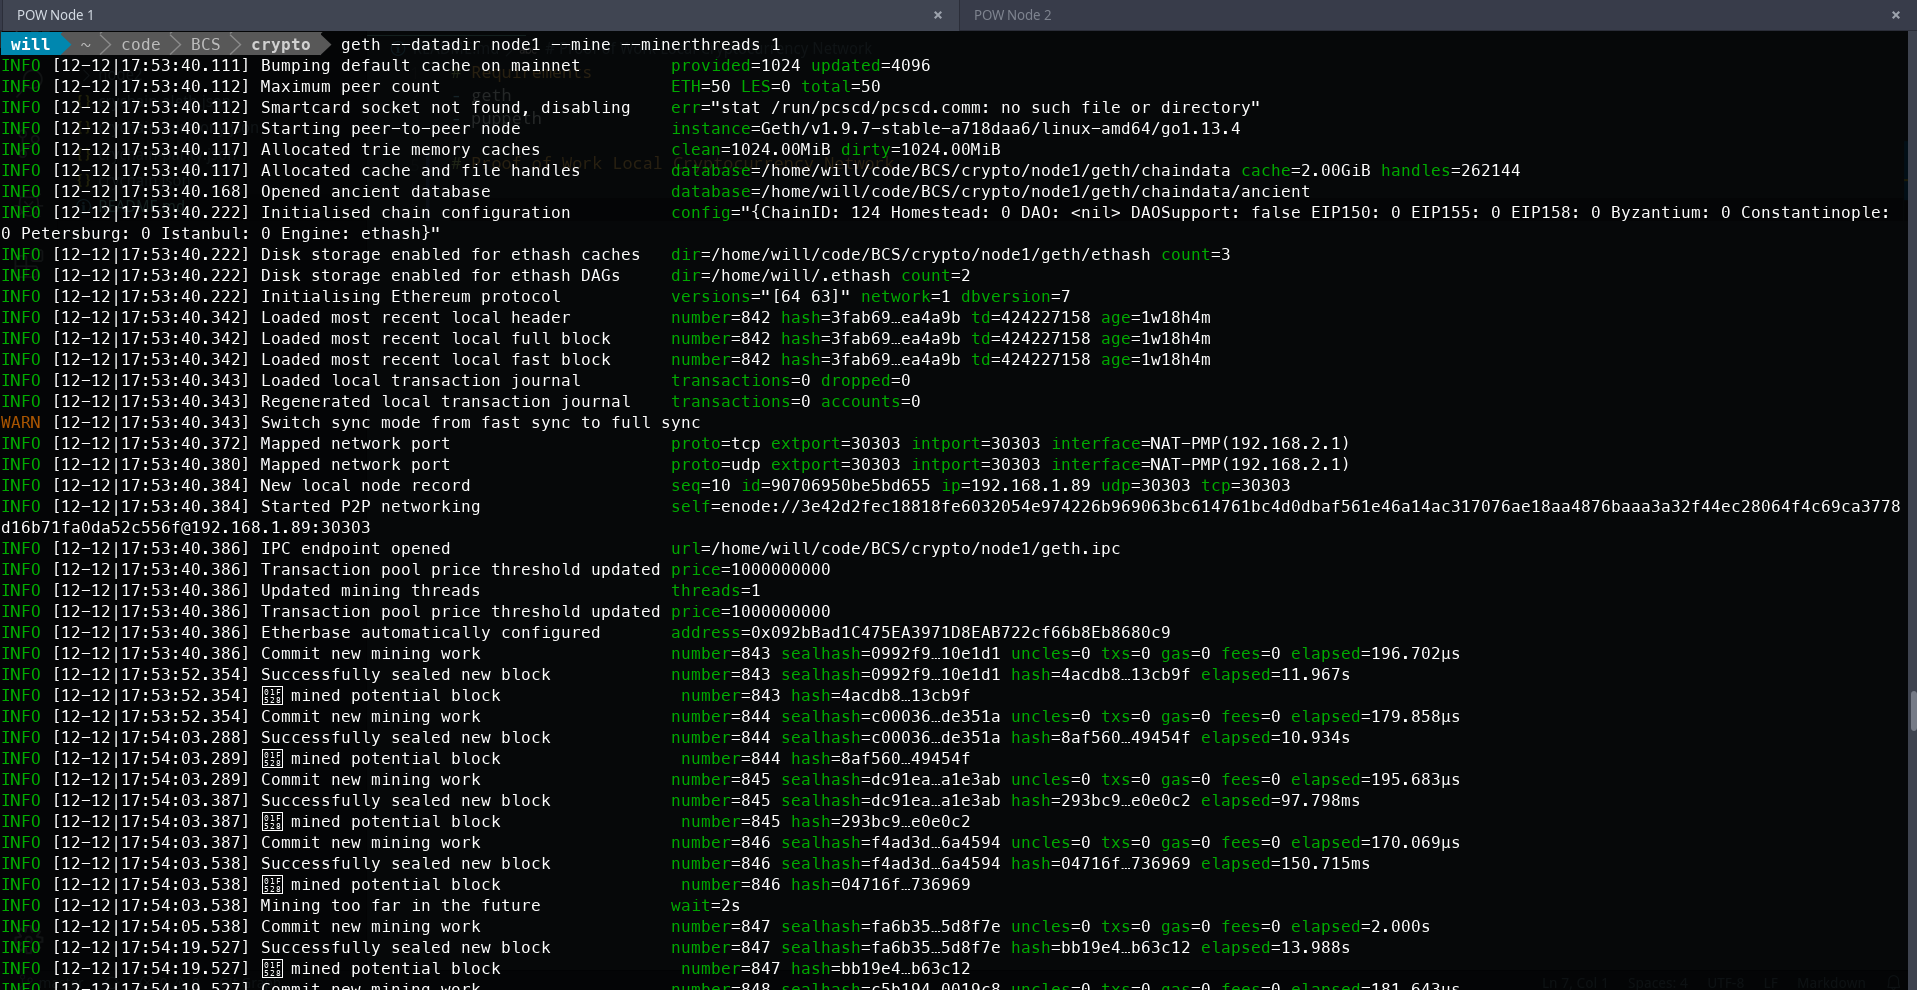 POW Node 1 × POW Node 2 ×
will ~ code BCS crypto geth --datadir node1 --mine --minerthreads 1
INFO [12-12|17:53:40.111] Bumping default cache on mainnet provided=1024 updated=4096
INFO [12-12|17:53:40.112] Maximum peer count ETH=50 LES=0 total=50
INFO [12-12|17:53:40.112] Smartcard socket not found, disabling err="stat /run/pcscd/pcscd.comm: no such file or directory"
INFO [12-12|17:53:40.117] Starting peer-to-peer node instance=Geth/v1.9.7-stable-a718daa6/linux-amd64/go1.13.4
INFO [12-12|17:53:40.117] Allocated trie memory caches clean=1024.00MiB dirty=1024.00MiB
INFO [12-12|17:53:40.117] Allocated cache and file handles database=/home/will/code/BCS/crypto/node1/geth/chaindata cache=2.00GiB handles=262144
INFO [12-12|17:53:40.168] Opened ancient database database=/home/will/code/BCS/crypto/node1/geth/chaindata/ancient
INFO [12-12|17:53:40.222] Initialised chain configuration config="{ChainID: 124 Homestead: 0 DAO: <nil> DAOSupport: false EIP150: 0 EIP155: 0 EIP158: 0 Byzantium: 0 Constantinople:
0 Petersburg: 0 Istanbul: 0 Engine: ethash}"
INFO [12-12|17:53:40.222] Disk storage enabled for ethash caches dir=/home/will/code/BCS/crypto/node1/geth/ethash count=3
INFO [12-12|17:53:40.222] Disk storage enabled for ethash DAGs dir=/home/will/.ethash count=2
INFO [12-12|17:53:40.222] Initialising Ethereum protocol versions="[64 63]" network=1 dbversion=7
INFO [12-12|17:53:40.342] Loaded most recent local header number=842 hash=3fab69…ea4a9b td=424227158 age=1w18h4m
INFO [12-12|17:53:40.342] Loaded most recent local full block number=842 hash=3fab69…ea4a9b td=424227158 age=1w18h4m
INFO [12-12|17:53:40.342] Loaded most recent local fast block number=842 hash=3fab69…ea4a9b td=424227158 age=1w18h4m
INFO [12-12|17:53:40.343] Loaded local transaction journal transactions=0 dropped=0
INFO [12-12|17:53:40.343] Regenerated local transaction journal transactions=0 accounts=0
WARN [12-12|17:53:40.343] Switch sync mode from fast sync to full sync
INFO [12-12|17:53:40.372] Mapped network port proto=tcp extport=30303 intport=30303 interface=NAT-PMP(192.168.2.1)
INFO [12-12|17:53:40.380] Mapped network port proto=udp extport=30303 intport=30303 interface=NAT-PMP(192.168.2.1)
INFO [12-12|17:53:40.384] New local node record seq=10 id=90706950be5bd655 ip=192.168.1.89 udp=30303 tcp=30303
INFO [12-12|17:53:40.384] Started P2P networking self=enode://3e42d2fec18818fe6032054e974226b969063bc614761bc4d0dbaf561e46a14ac317076ae18aa4876baaa3a32f44ec28064f4c69ca3778
d16b71fa0da52c556f@192.168.1.89:30303
INFO [12-12|17:53:40.386] IPC endpoint opened url=/home/will/code/BCS/crypto/node1/geth.ipc
INFO [12-12|17:53:40.386] Transaction pool price threshold updated price=1000000000
INFO [12-12|17:53:40.386] Updated mining threads threads=1
INFO [12-12|17:53:40.386] Transaction pool price threshold updated price=1000000000
INFO [12-12|17:53:40.386] Etherbase automatically configured address=0x092bBad1C475EA3971D8EAB722cf66b8Eb8680c9
INFO [12-12|17:53:40.386] Commit new mining work number=843 sealhash=0992f9…10e1d1 uncles=0 txs=0 gas=0 fees=0 elapsed=196.702µs
INFO [12-12|17:53:52.354] Successfully sealed new block number=843 sealhash=0992f9…10e1d1 hash=4acdb8…13cb9f elapsed=11.967s
INFO [12-12|17:53:52.354] 01F528 mined potential block number=843 hash=4acdb8…13cb9f
INFO [12-12|17:53:52.354] Commit new mining work number=844 sealhash=c00036…de351a uncles=0 txs=0 gas=0 fees=0 elapsed=179.858µs
INFO [12-12|17:54:03.288] Successfully sealed new block number=844 sealhash=c00036…de351a hash=8af560…49454f elapsed=10.934s
INFO [12-12|17:54:03.289] 01F528 mined potential block number=844 hash=8af560…49454f
INFO [12-12|17:54:03.289] Commit new mining work number=845 sealhash=dc91ea…a1e3ab uncles=0 txs=0 gas=0 fees=0 elapsed=195.683µs
INFO [12-12|17:54:03.387] Successfully sealed new block number=845 sealhash=dc91ea…a1e3ab hash=293bc9…e0e0c2 elapsed=97.798ms
INFO [12-12|17:54:03.387] 01F528 mined potential block number=845 hash=293bc9…e0e0c2
INFO [12-12|17:54:03.387] Commit new mining work number=846 sealhash=f4ad3d…6a4594 uncles=0 txs=0 gas=0 fees=0 elapsed=170.069µs
INFO [12-12|17:54:03.538] Successfully sealed new block number=846 sealhash=f4ad3d…6a4594 hash=04716f…736969 elapsed=150.715ms
INFO [12-12|17:54:03.538] 01F528 mined potential block number=846 hash=04716f…736969
INFO [12-12|17:54:03.538] Mining too far in the future wait=2s
INFO [12-12|17:54:05.538] Commit new mining work number=847 sealhash=fa6b35…5d8f7e uncles=0 txs=0 gas=0 fees=0 elapsed=2.000s
INFO [12-12|17:54:19.527] Successfully sealed new block number=847 sealhash=fa6b35…5d8f7e hash=bb19e4…b63c12 elapsed=13.988s
INFO [12-12|17:54:19.527] 01F528 mined potential block number=847 hash=bb19e4…b63c12
INFO [12-12|17:54:19.527] Commit new mining work number=848 sealhash=c5b194…0019c8 uncles=0 txs=0 gas=0 fees=0 elapsed=181.643µs